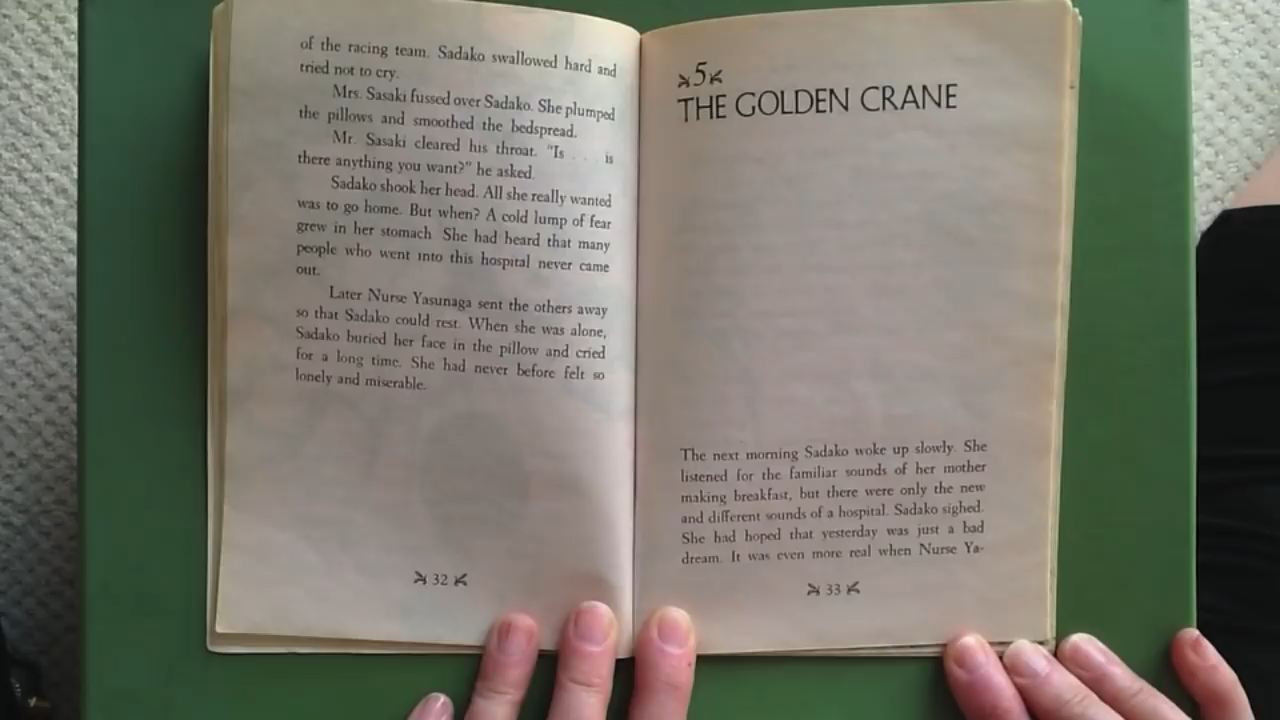 of the racing team. Sadako swallowed hard and
tried not to cry.
Mrs. Sasaki fussed over Sadako. She plumped
the pillows and smoothed the bedspread.
Mr. Sasaki cleared his throat. "Is . . . is
there anything you want?" he asked.
Sadako shook her head. All she really wanted
was to go home. But when? A cold lump of fear
grew in her stomach. She had heard that many
people who went into this hospital never came
out.
Later Nurse Yasunaga sent the others away
so that Sadako could rest. When she was alone,
Sadako buried her face in the pillow and cried
for a long time. She had never before felt so
lonely and miserable.
32
5
THE GOLDEN CRANE
The next morning Sadako woke up slowly. She
listened for the familiar sounds of her mother
making breakfast, but there were only the new
and different sounds of a hospital. Sadako sighed.
She had hoped that yesterday was just a bad
dream. It was even more real when Nurse Ya-
33